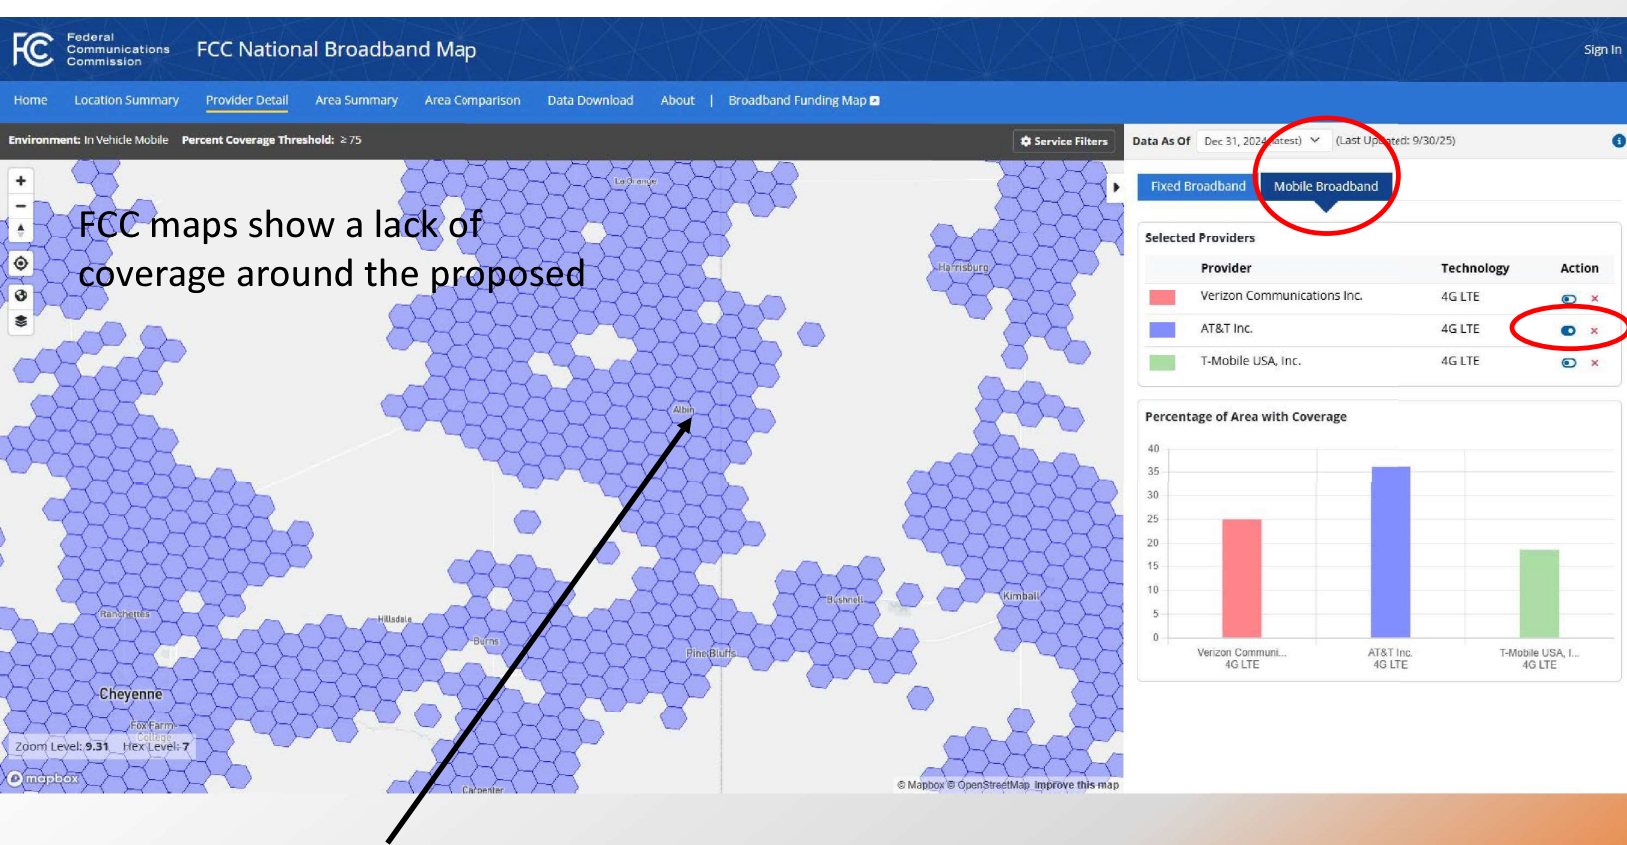 FCC
Federal
Communications
Commission
FCC National Broadband Map
Sign In
Home Location Summary Provider Detail Area Summary Area Comparison Data Download About | Broadband Funding Map
Environment: In Vehicle Mobile Percent Coverage Threshold: ≥ 75
Service Filters
Data As Of Dec 31, 2024 (latest) (Last Updated: 9/30/25)
Fixed Broadband Mobile Broadband
FCC maps show a lack of
coverage around the proposed
LaGrange
Harrisburg
Albin
Ranchettes
Hillsdale
Burns
Pine Bluffs
Bushnell
Kimball
Cheyenne
Fox Farm-
College
Carpenter
Zoom Level: 9.31 Hex Level: 7
mapbox
© Mapbox © OpenStreetMap Improve this map
Selected Providers
Provider Technology Action
Verizon Communications Inc. 4G LTE
AT&T Inc. 4G LTE
T-Mobile USA, Inc. 4G LTE
Percentage of Area with Coverage
40
35
30
25
20
15
10
5
0
Verizon Communi... AT&T Inc. T-Mobile USA, I...
4G LTE 4G LTE 4G LTE